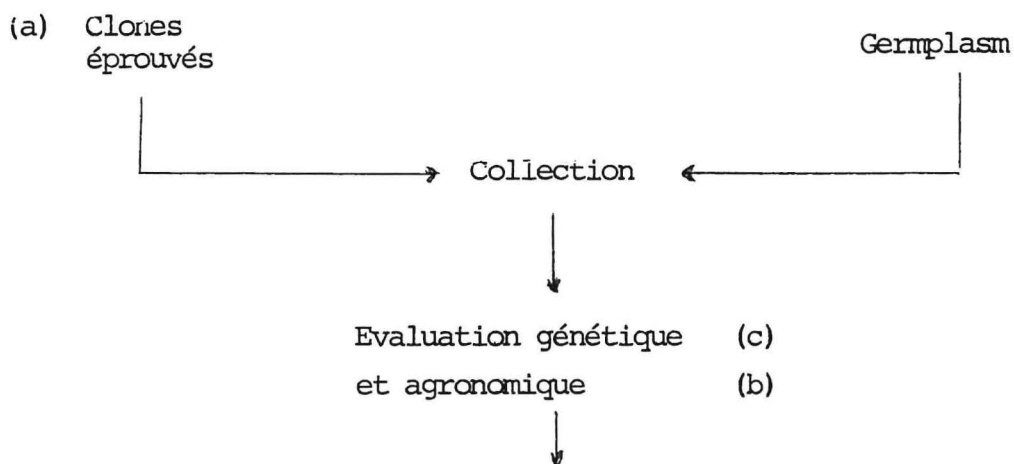 (a) Clones
éprouvés
Germplasm
Collection
Evaluation génétique (c)
et agronomique (b)